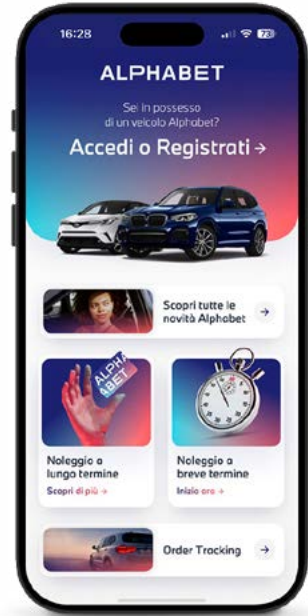 16:28
73
ALPHABET
Sei in possesso
di un veicolo Alphabet?
Accedi o Registrati →
Scopri tutte le
novità Alphabet →
ALPHA
BET
Noleggio a
lungo termine
Scopri di più →
Noleggio a
breve termine
Inizia ora →
Order Tracking →